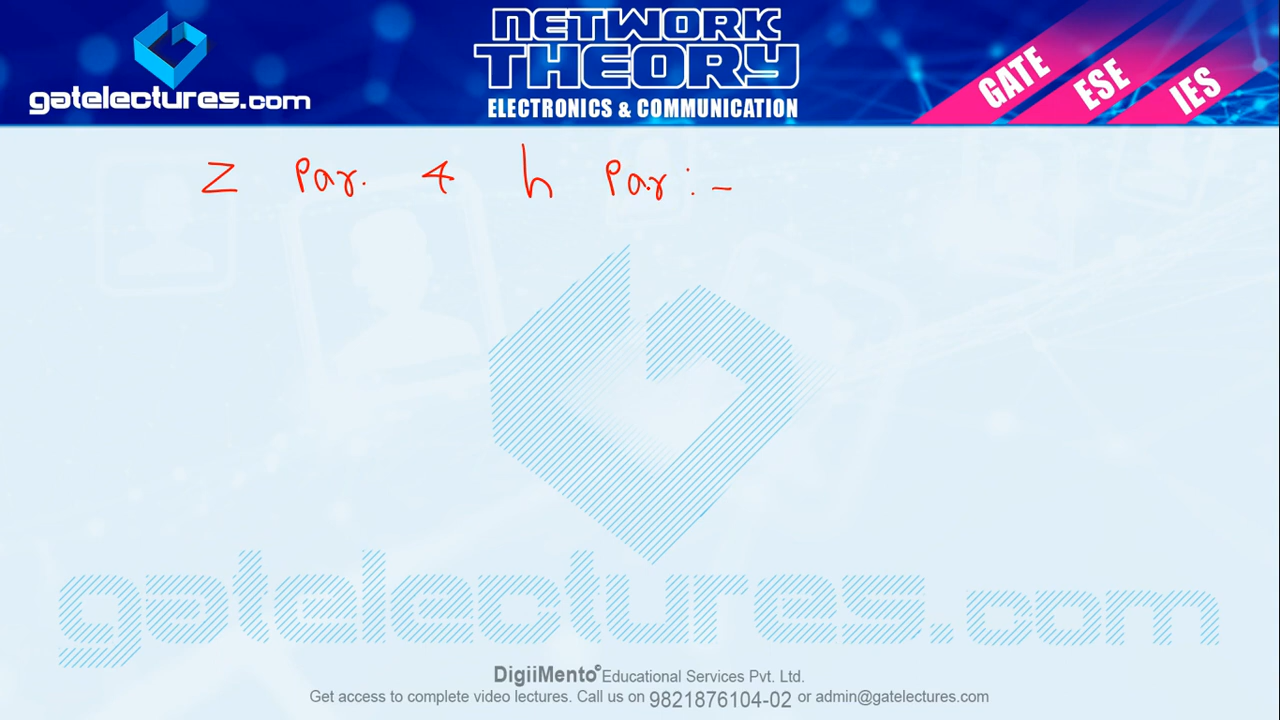 gatelectures.com
NETWORK
THEORY
ELECTRONICS & COMMUNICATION
GATE
ESE
IES
Z Par. & h Par :-
gatelectures.com
DigiiMento© Educational Services Pvt. Ltd.
Get access to complete video lectures. Call us on 9821876104-02 or admin@gatelectures.com